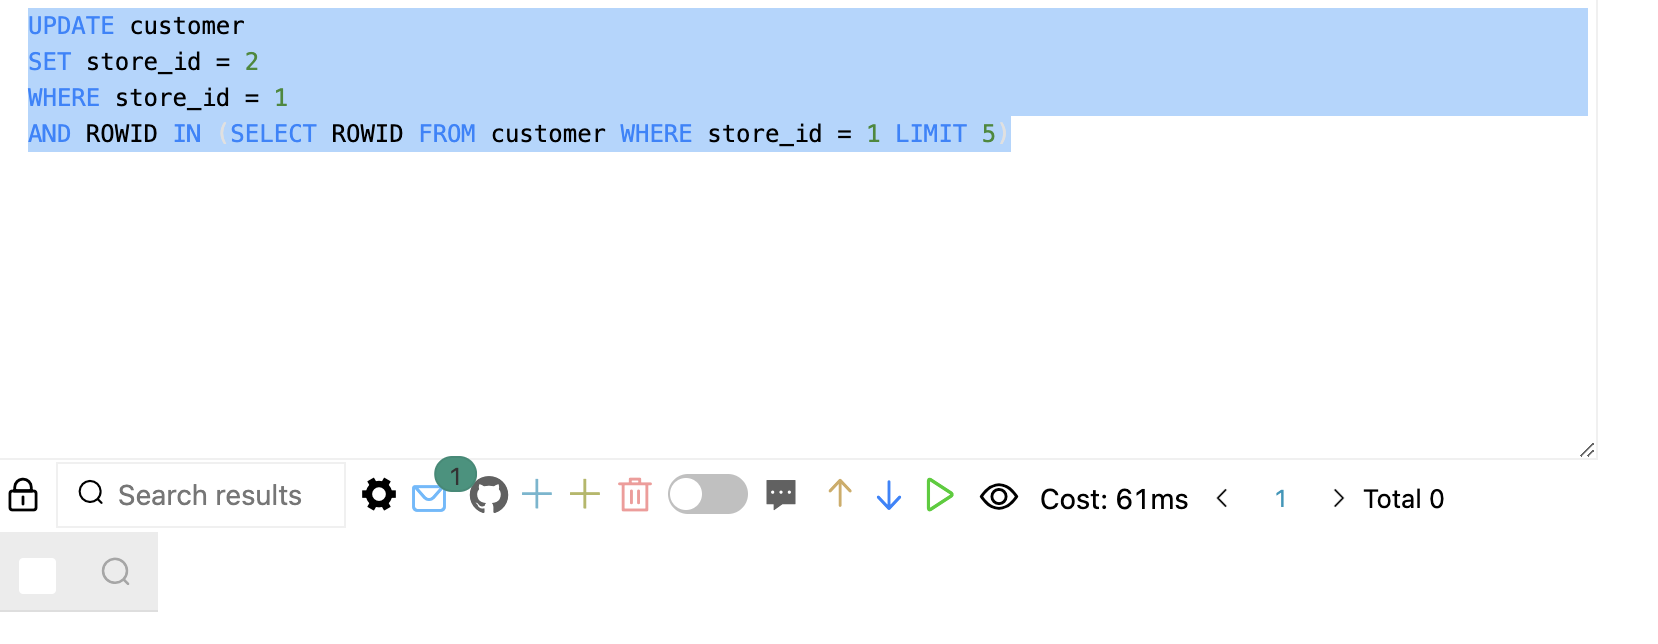 UPDATE customer
SET store_id = 2
WHERE store_id = 1
AND ROWID IN (SELECT ROWID FROM customer WHERE store_id = 1 LIMIT 5)
Search results
1
Cost: 61ms
1
Total 0